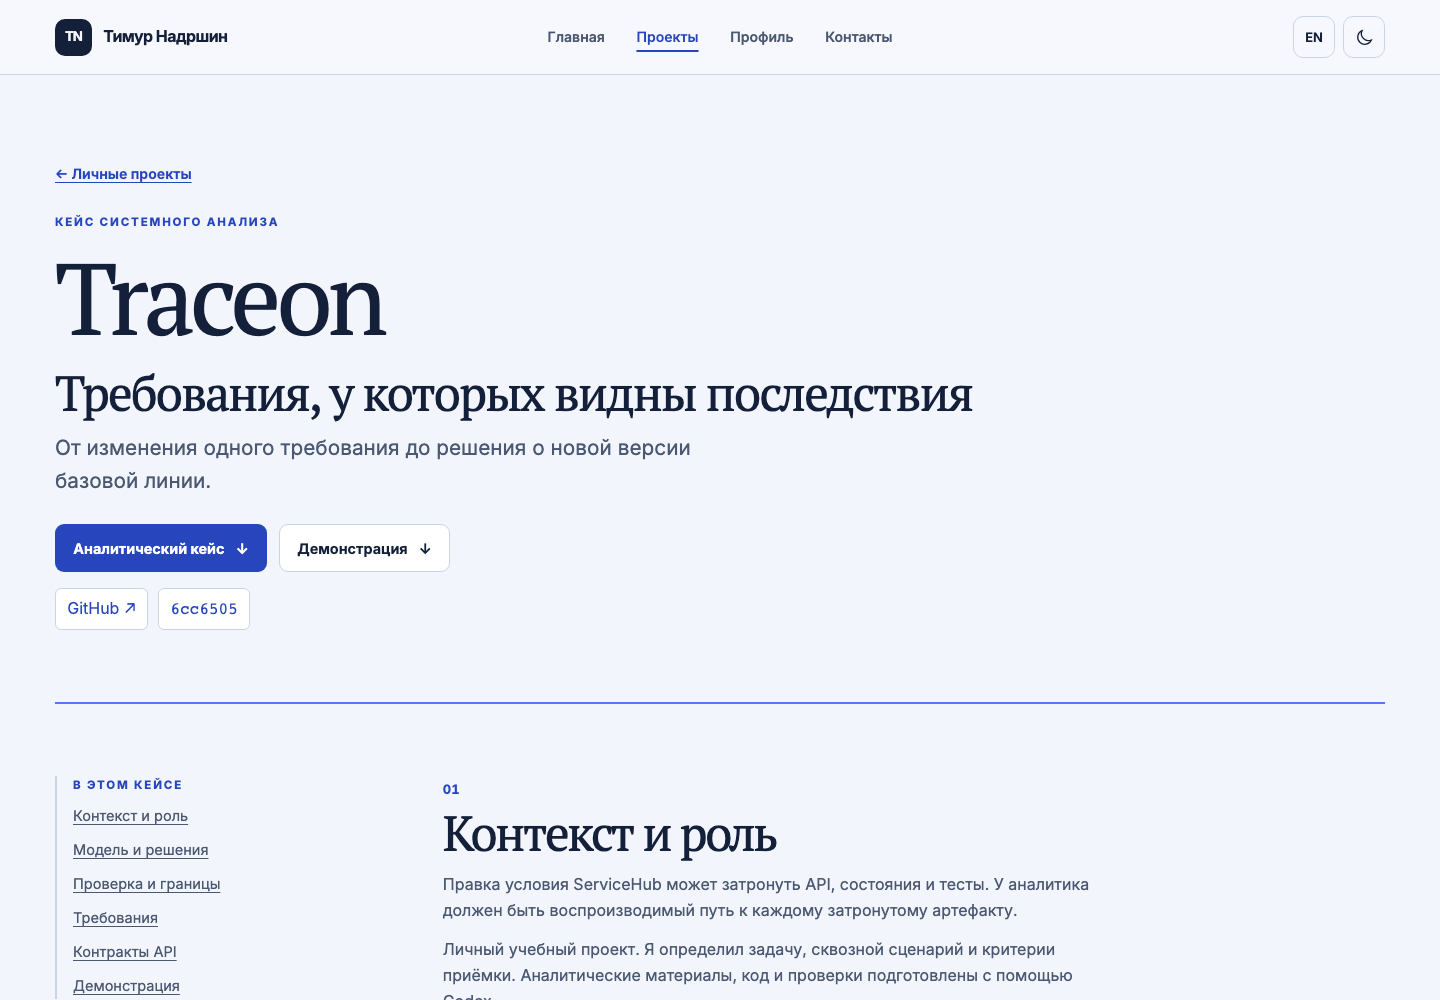 TN Тимур Надршин Главная Проекты Профиль Контакты EN
← Личные проекты
КЕЙС СИСТЕМНОГО АНАЛИЗА
Traceon
Требования, у которых видны последствия
От изменения одного требования до решения о новой версии
базовой линии.
Аналитический кейс ↓ Демонстрация ↓
GitHub ↗ 6cc6505
В ЭТОМ КЕЙСЕ
Контекст и роль
Модель и решения
Проверка и границы
Требования
Контракты API
Демонстрация
01
Контекст и роль
Правка условия ServiceHub может затронуть API, состояния и тесты. У аналитика
должен быть воспроизводимый путь к каждому затронутому артефакту.
Личный учебный проект. Я определил задачу, сквозной сценарий и критерии
приёмки. Аналитические материалы, код и проверки подготовлены с помощью